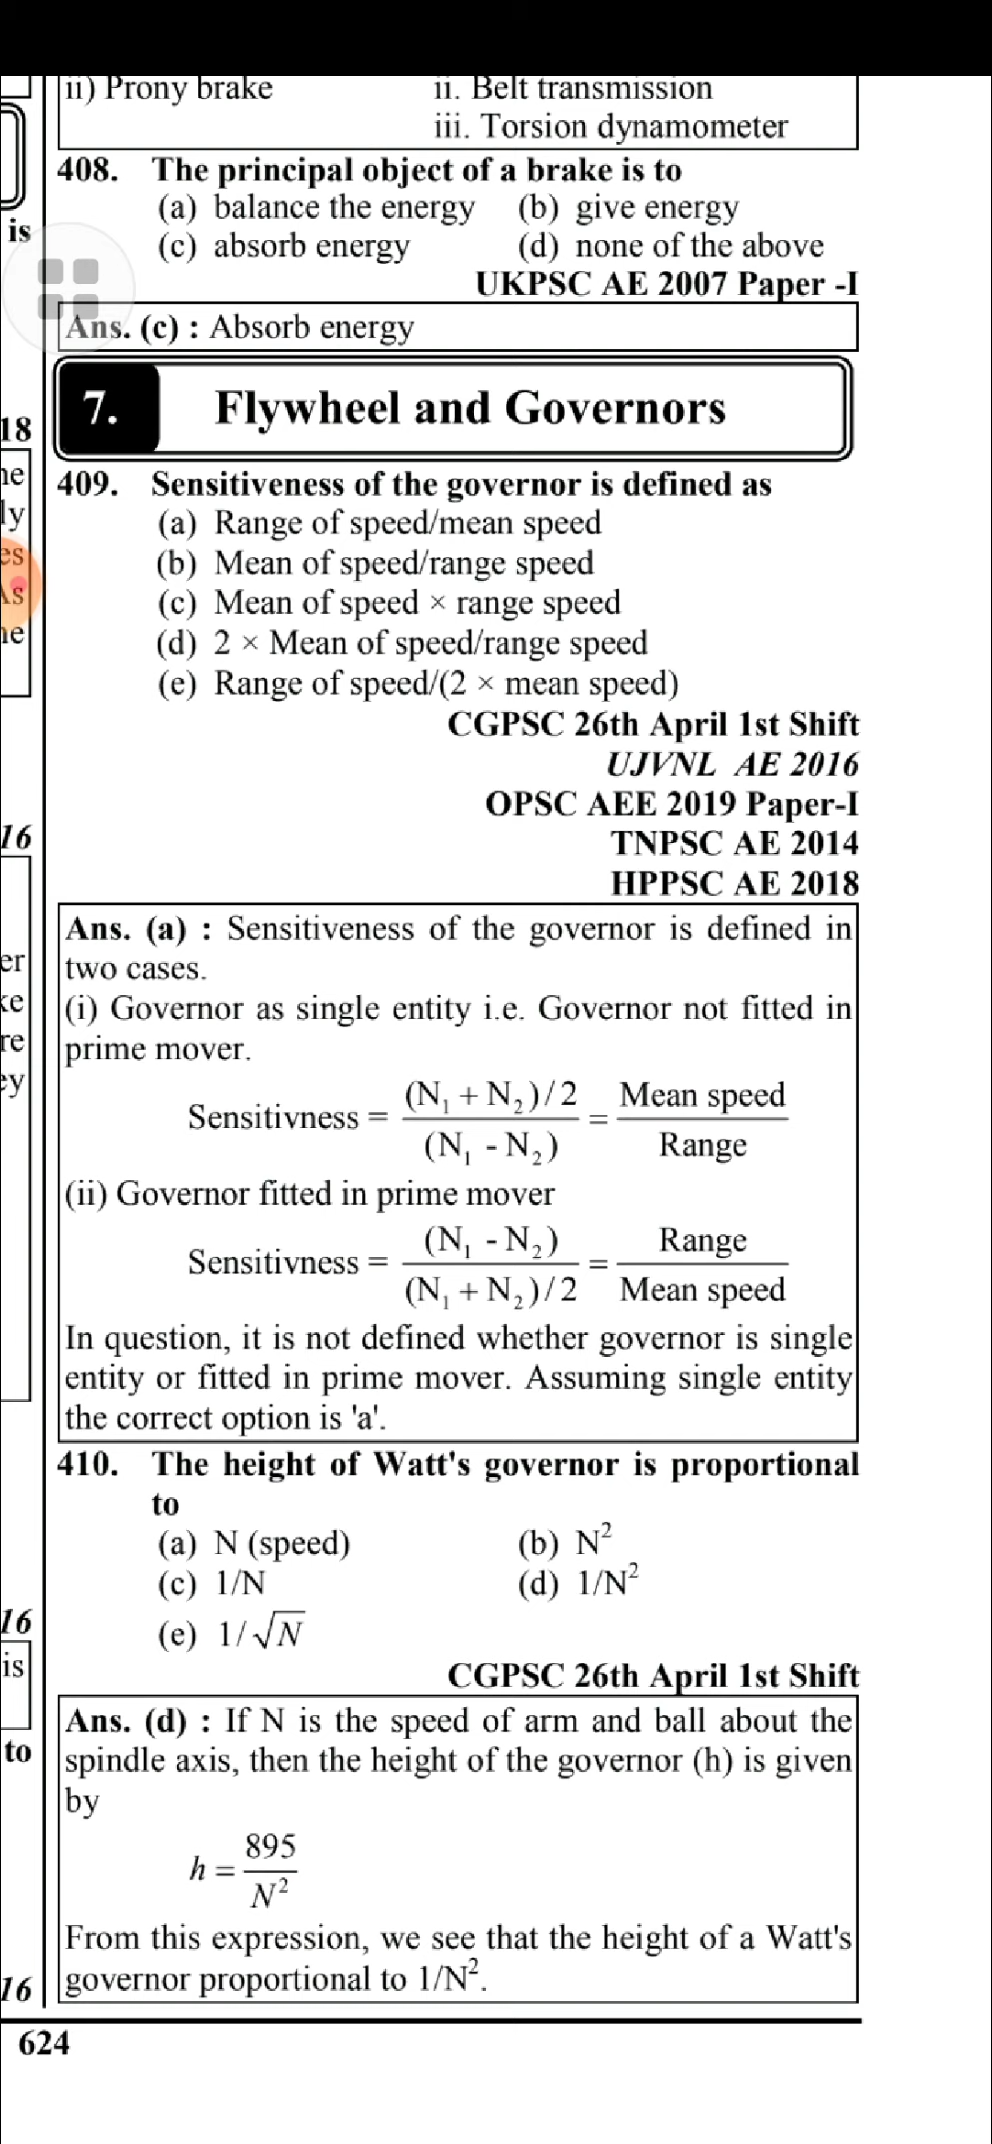 ii) Prony brake ii. Belt transmission
iii. Torsion dynamometer
408. The principal object of a brake is to
(a) balance the energy (b) give energy
(c) absorb energy (d) none of the above
UKPSC AE 2007 Paper -I
Ans. (c) : Absorb energy
7. Flywheel and Governors
409. Sensitiveness of the governor is defined as
(a) Range of speed/mean speed
(b) Mean of speed/range speed
(c) Mean of speed × range speed
(d) 2 × Mean of speed/range speed
(e) Range of speed/(2 × mean speed)
CGPSC 26th April 1st Shift
UJVNL AE 2016
OPSC AEE 2019 Paper-I
TNPSC AE 2014
HPPSC AE 2018
Ans. (a) : Sensitiveness of the governor is defined in
two cases.
(i) Governor as single entity i.e. Governor not fitted in
prime mover.
Sensitivness = (N₁ + N₂)/2 / (N₁ - N₂) = Mean speed / Range
(ii) Governor fitted in prime mover
Sensitivness = (N₁ - N₂) / (N₁ + N₂)/2 = Range / Mean speed
In question, it is not defined whether governor is single
entity or fitted in prime mover. Assuming single entity
the correct option is 'a'.
410. The height of Watt's governor is proportional
to
(a) N (speed) (b) N²
(c) 1/N (d) 1/N²
(e) 1/√N
CGPSC 26th April 1st Shift
Ans. (d) : If N is the speed of arm and ball about the
spindle axis, then the height of the governor (h) is given
by
h = 895 / N²
From this expression, we see that the height of a Watt's
governor proportional to 1/N².
624
is
18
16
16
is
to
16